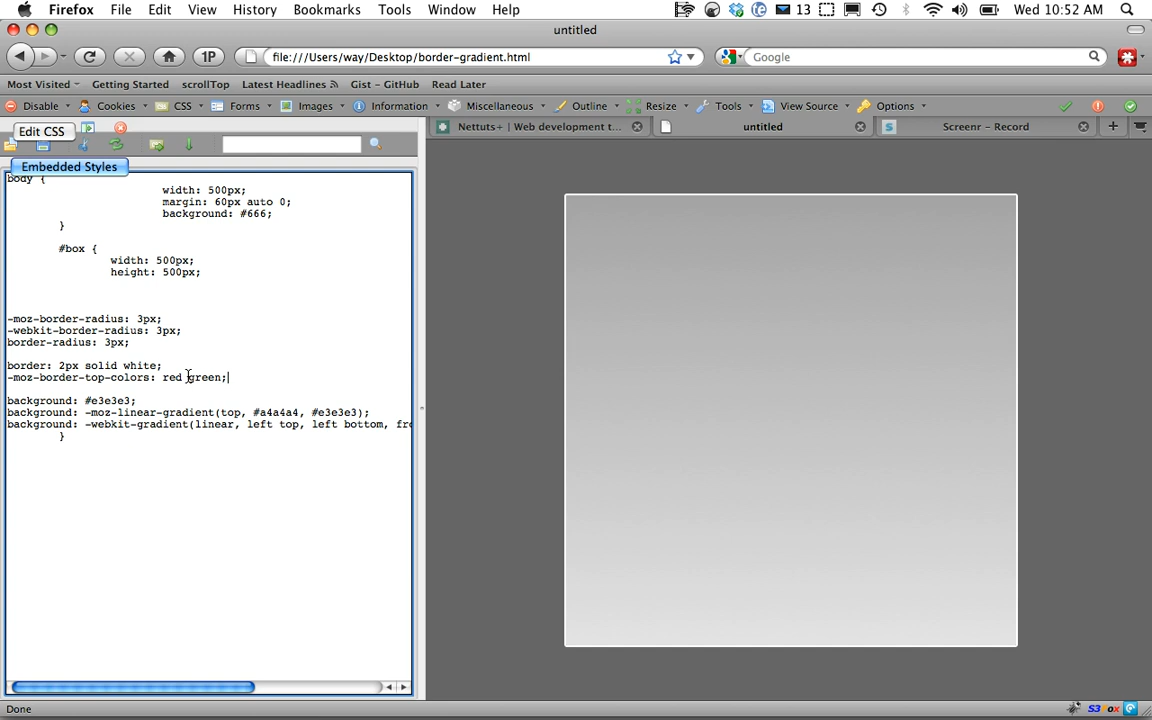 Firefox File Edit View History Bookmarks Tools Window Help 13 Wed 10:52 AM
untitled
1P file:///Users/way/Desktop/border-gradient.html Google
Most Visited Getting Started scrollTop Latest Headlines Gist – GitHub Read Later
Disable Cookies CSS Forms Images Information Miscellaneous Outline Resize Tools View Source Options
Nettuts+ | Web development t... untitled Screenr - Record
Edit CSS
Embedded Styles
body {
width: 500px;
margin: 60px auto 0;
background: #666;
}
#box {
width: 500px;
height: 500px;
-moz-border-radius: 3px;
-webkit-border-radius: 3px;
border-radius: 3px;
border: 2px solid white;
-moz-border-top-colors: red green;
background: #e3e3e3;
background: -moz-linear-gradient(top, #a4a4a4, #e3e3e3);
background: -webkit-gradient(linear, left top, left bottom, fro
}
Done S3Fox